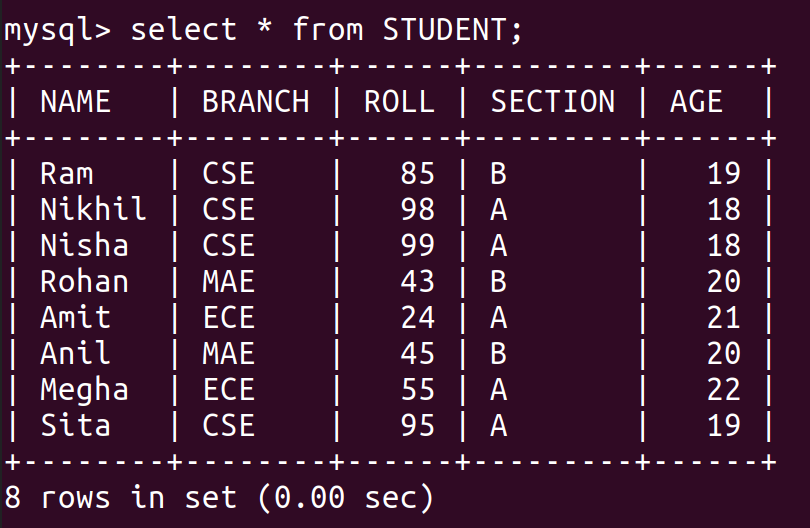 mysql> select * from STUDENT;
+--------+--------+------+---------+------+
| NAME   | BRANCH | ROLL | SECTION | AGE  |
+--------+--------+------+---------+------+
| Ram    | CSE    |   85 | B       |   19 |
| Nikhil | CSE    |   98 | A       |   18 |
| Nisha  | CSE    |   99 | A       |   18 |
| Rohan  | MAE    |   43 | B       |   20 |
| Amit   | ECE    |   24 | A       |   21 |
| Anil   | MAE    |   45 | B       |   20 |
| Megha  | ECE    |   55 | A       |   22 |
| Sita   | CSE    |   95 | A       |   19 |
+--------+--------+------+---------+------+
8 rows in set (0.00 sec)